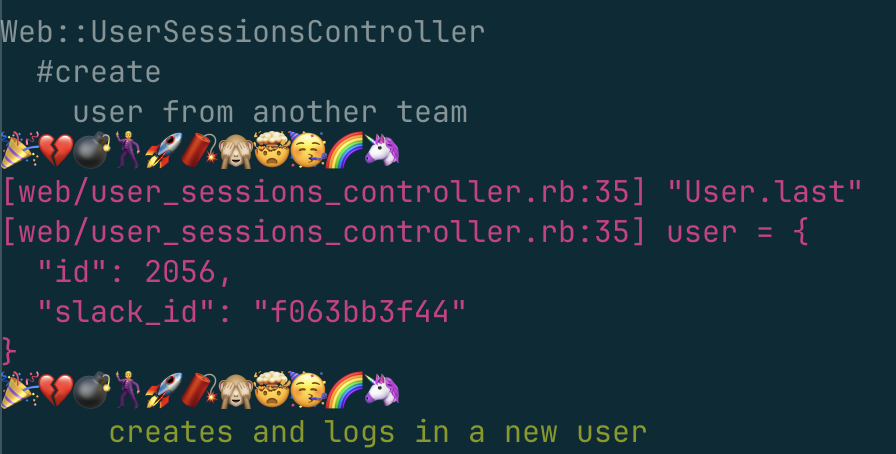 Web::UserSessionsController
#create
user from another team
🎉💔💣🕺🚀🧨🙈🤯🥳🌈🦄
[web/user_sessions_controller.rb:35] "User.last"
[web/user_sessions_controller.rb:35] user = {
"id": 2056,
"slack_id": "f063bb3f44"
}
🎉💔💣🕺🚀🧨🙈🤯🥳🌈🦄
creates and logs in a new user